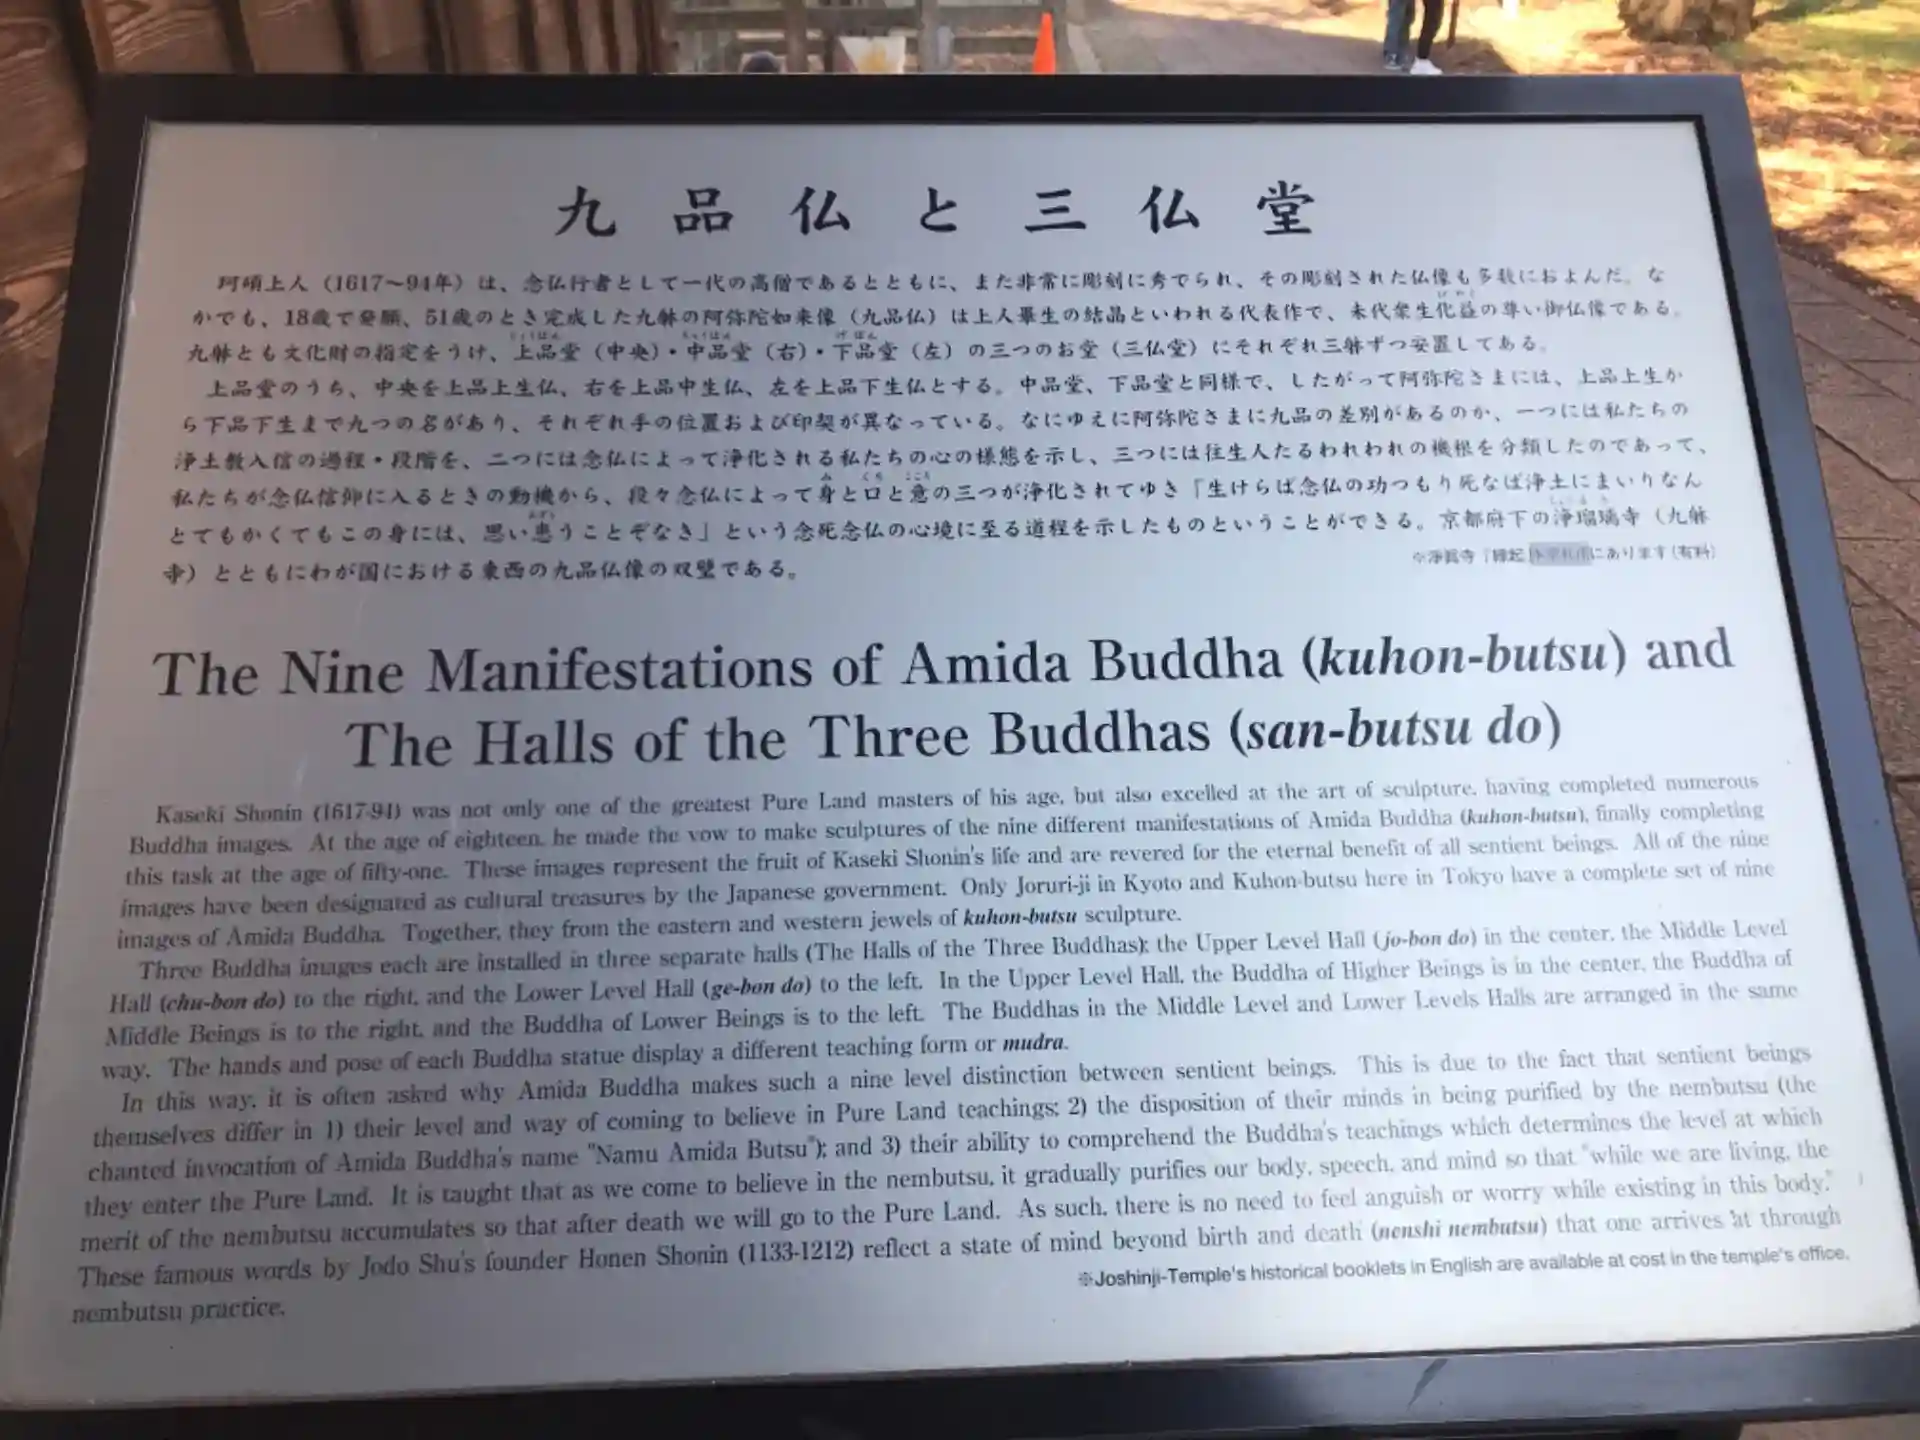 九品仏と三仏堂
珂碩上人（1617〜94年）は、念仏行者として一代の高僧であるとともに、また非常に彫刻に秀でられ、その彫刻された仏像も多数におよんだ。な
かでも、18歳で発願、51歳のとき完成した九躰の阿弥陀如来像（九品仏）は上人畢生の結晶といわれる代表作で、末代衆生化益の尊い御仏像である。
九躰とも文化財の指定をうけ、上品堂（中央）・中品堂（右）・下品堂（左）の三つのお堂（三仏堂）にそれぞれ三躰ずつ安置してある。
上品堂のうち、中央を上品上生仏、右を上品中生仏、左を上品下生仏とする。中品堂、下品堂と同様で、したがって阿弥陀さまには、上品上生か
ら下品下生まで九つの名があり、それぞれ手の位置および印契が異なっている。なにゆえに阿弥陀さまに九品の差別があるのか、一つには私たちの
浄土教入信の過程・段階を、二つには念仏によって浄化される私たちの心の様態を示し、三つには往生人たるわれわれの機根を分類したのであって、
私たちが念仏信仰に入るときの動機から、段々念仏によって身と口と意の三つが浄化されてゆき「生けらば念仏の功つもり死なば浄土にまいりなん
とてもかくてもこの身には、思い患うことぞなき」という念死念仏の心境に至る道程を示したものということができる。京都府下の浄瑠璃寺（九躰
寺）とともにわが国における東西の九品仏像の双璧である。
※浄眞寺「縁起 にあります(有料)
The Nine Manifestations of Amida Buddha (kuhon-butsu) and
The Halls of the Three Buddhas (san-butsu do)
Kaseki Shonin (1617-94) was not only one of the greatest Pure Land masters of his age, but also excelled at the art of sculpture, having completed numerous
Buddha images. At the age of eighteen, he made the vow to make sculptures of the nine different manifestations of Amida Buddha (kuhon-butsu), finally completing
this task at the age of fifty-one. These images represent the fruit of Kaseki Shonin's life and are revered for the eternal benefit of all sentient beings. All of the nine
images have been designated as cultural treasures by the Japanese government. Only Joruri-ji in Kyoto and Kuhon-butsu here in Tokyo have a complete set of nine
images of Amida Buddha. Together, they from the eastern and western jewels of kuhon-butsu sculpture.
Three Buddha images each are installed in three separate halls (The Halls of the Three Buddhas); the Upper Level Hall (jo-bon do) in the center, the Middle Level
Hall (chu-bon do) to the right, and the Lower Level Hall (ge-bon do) to the left. In the Upper Level Hall, the Buddha of Higher Beings is in the center, the Buddha of
Middle Beings is to the right, and the Buddha of Lower Beings is to the left. The Buddhas in the Middle Level and Lower Levels Halls are arranged in the same
way. The hands and pose of each Buddha statue display a different teaching form or mudra.
In this way, it is often asked why Amida Buddha makes such a nine level distinction between sentient beings. This is due to the fact that sentient beings
themselves differ in 1) their level and way of coming to believe in Pure Land teachings; 2) the disposition of their minds in being purified by the nembutsu (the
chanted invocation of Amida Buddha's name "Namu Amida Butsu"); and 3) their ability to comprehend the Buddha's teachings which determines the level at which
they enter the Pure Land. It is taught that as we come to believe in the nembutsu, it gradually purifies our body, speech, and mind so that "while we are living, the
merit of the nembutsu accumulates so that after death we will go to the Pure Land. As such, there is no need to feel anguish or worry while existing in this body."
These famous words by Jodo Shu's founder Honen Shonin (1133-1212) reflect a state of mind beyond birth and death (nenshi nembutsu) that one arrives at through
nembutsu practice.
※Joshinji-Temple's historical booklets in English are available at cost in the temple's office.